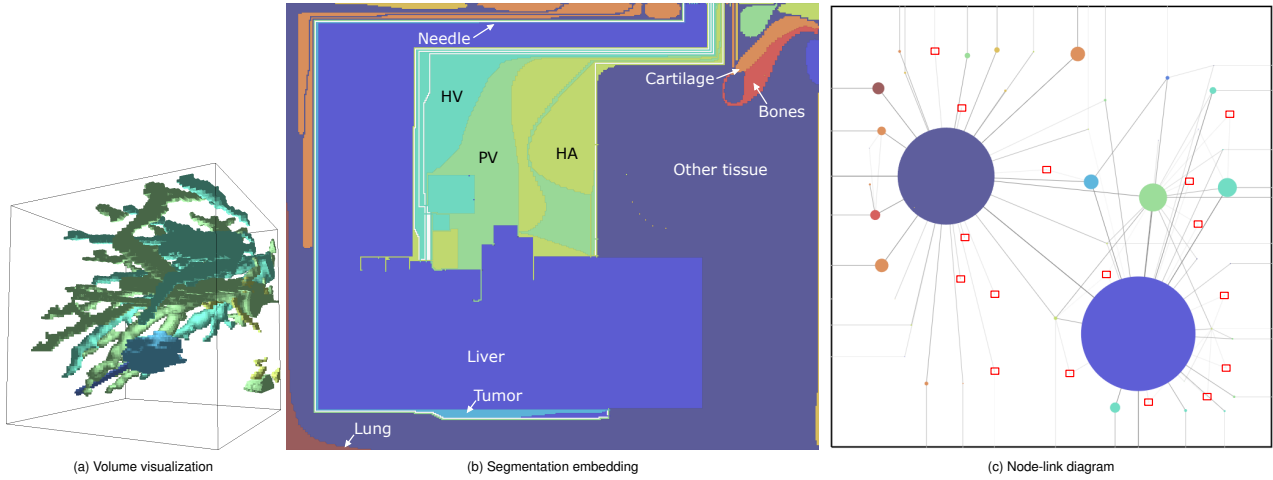 Needle
Cartilage
Bones
HV
PV
HA
Other tissue
Liver
Tumor
Lung
(a) Volume visualization
(b) Segmentation embedding
(c) Node-link diagram